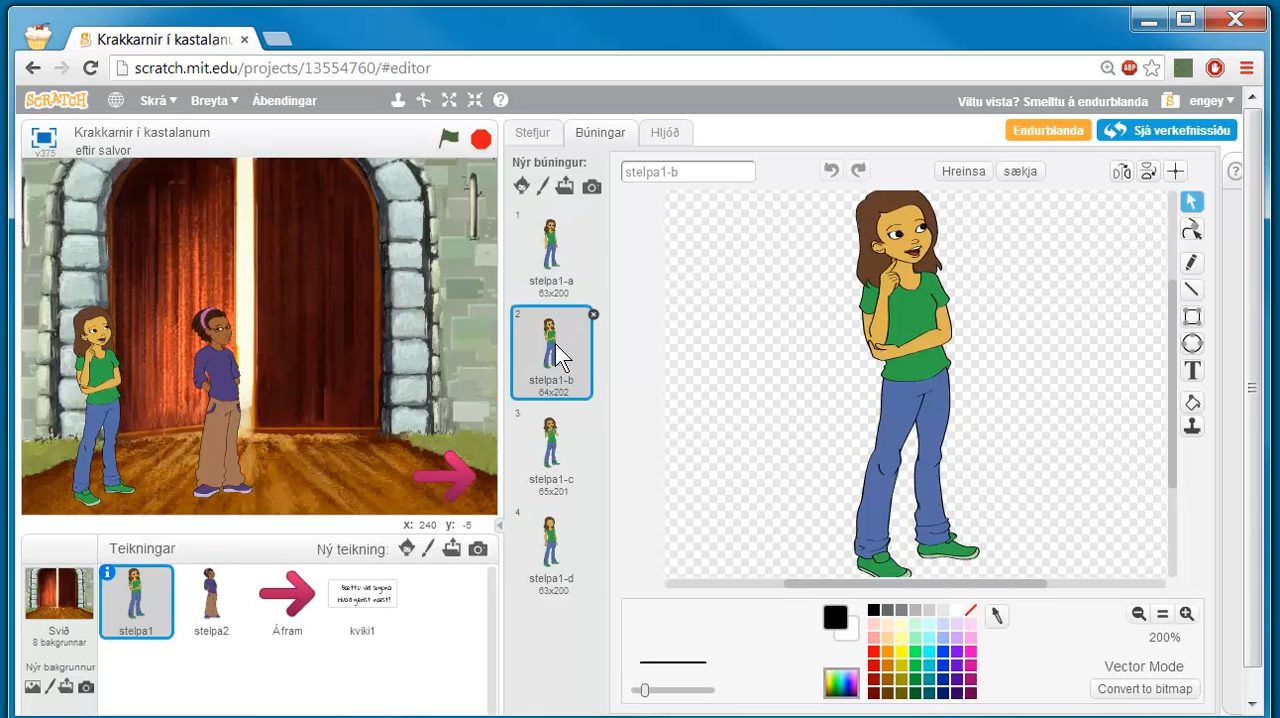 Krakkarnir í kastalanu
scratch.mit.edu/projects/13554760/#editor
ABP
SCRATCH Skrá Breyta Ábendingar Viltu vista? Smelltu á endurblanda engey
Krakkarnir í kastalanum
eftir salvor
v375
Stefjur Búningar Hljóð
Endurblanda Sjá verkefnissíðu
Nýr búningur:
stelpa1-b
Hreinsa sækja
1
stelpa1-a
63x200
2
stelpa1-b
64x202
3
stelpa1-c
65x201
4
stelpa1-d
63x200
x: 240 y: -5
Teikningar Ný teikning:
Svið
8 bakgrunnar
Nýr bakgrunnur
stelpa1
stelpa2
Áfram
kviki1
T
200%
Vector Mode
Convert to bitmap